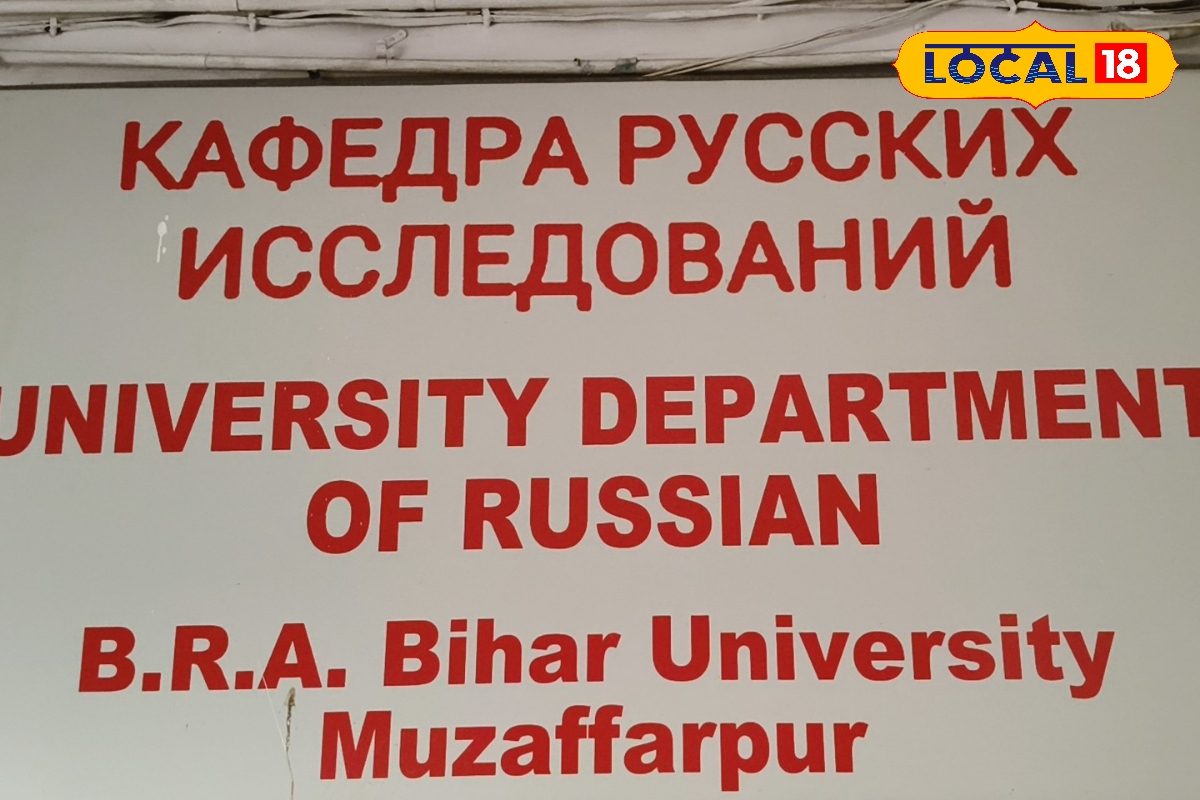 LOCAL 18
КАФЕДРА РУССКИХ
ИССЛЕДОВАНИЙ
UNIVERSITY DEPARTMENT
OF RUSSIAN
B.R.A. Bihar University
Muzaffarpur